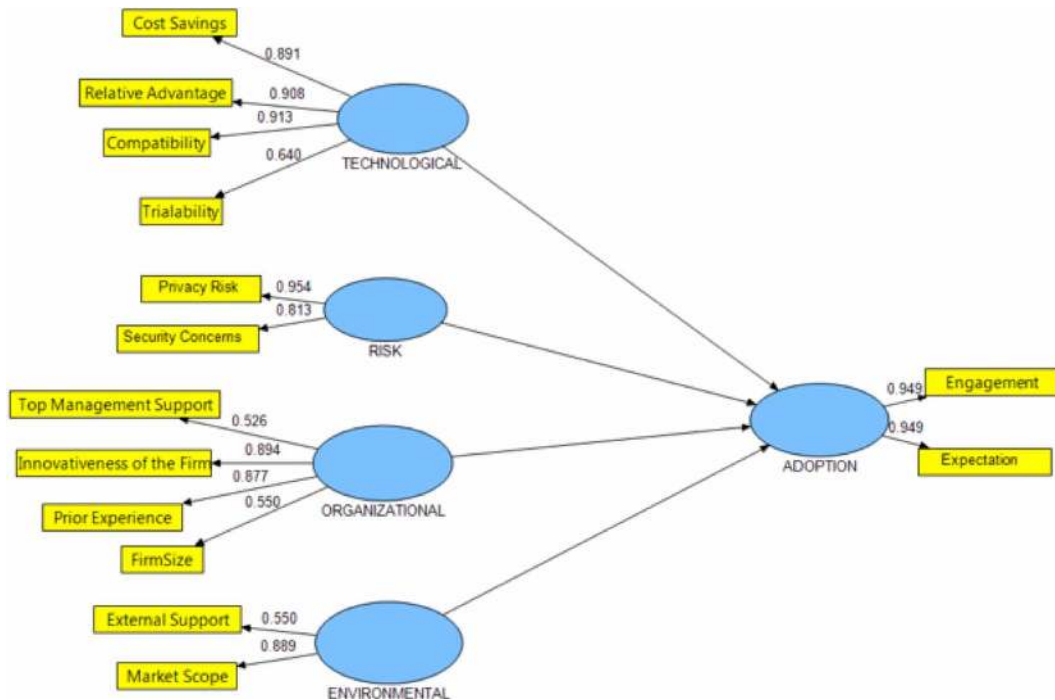 Cost Savings
0.891
Relative Advantage
0.908
0.913
Compatibility
0.640
TECHNOLOGICAL
Trialability
Privacy Risk
0.954
0.813
Security Concerns
RISK
Engagement
0.949
Top Management Support
0.526
0.949
Innovativeness of the Firm
0.894
ADOPTION
Expectation
0.877
Prior Experience
0.550
ORGANIZATIONAL
FirmSize
External Support
0.550
0.889
Market Scope
ENVIRONMENTAL